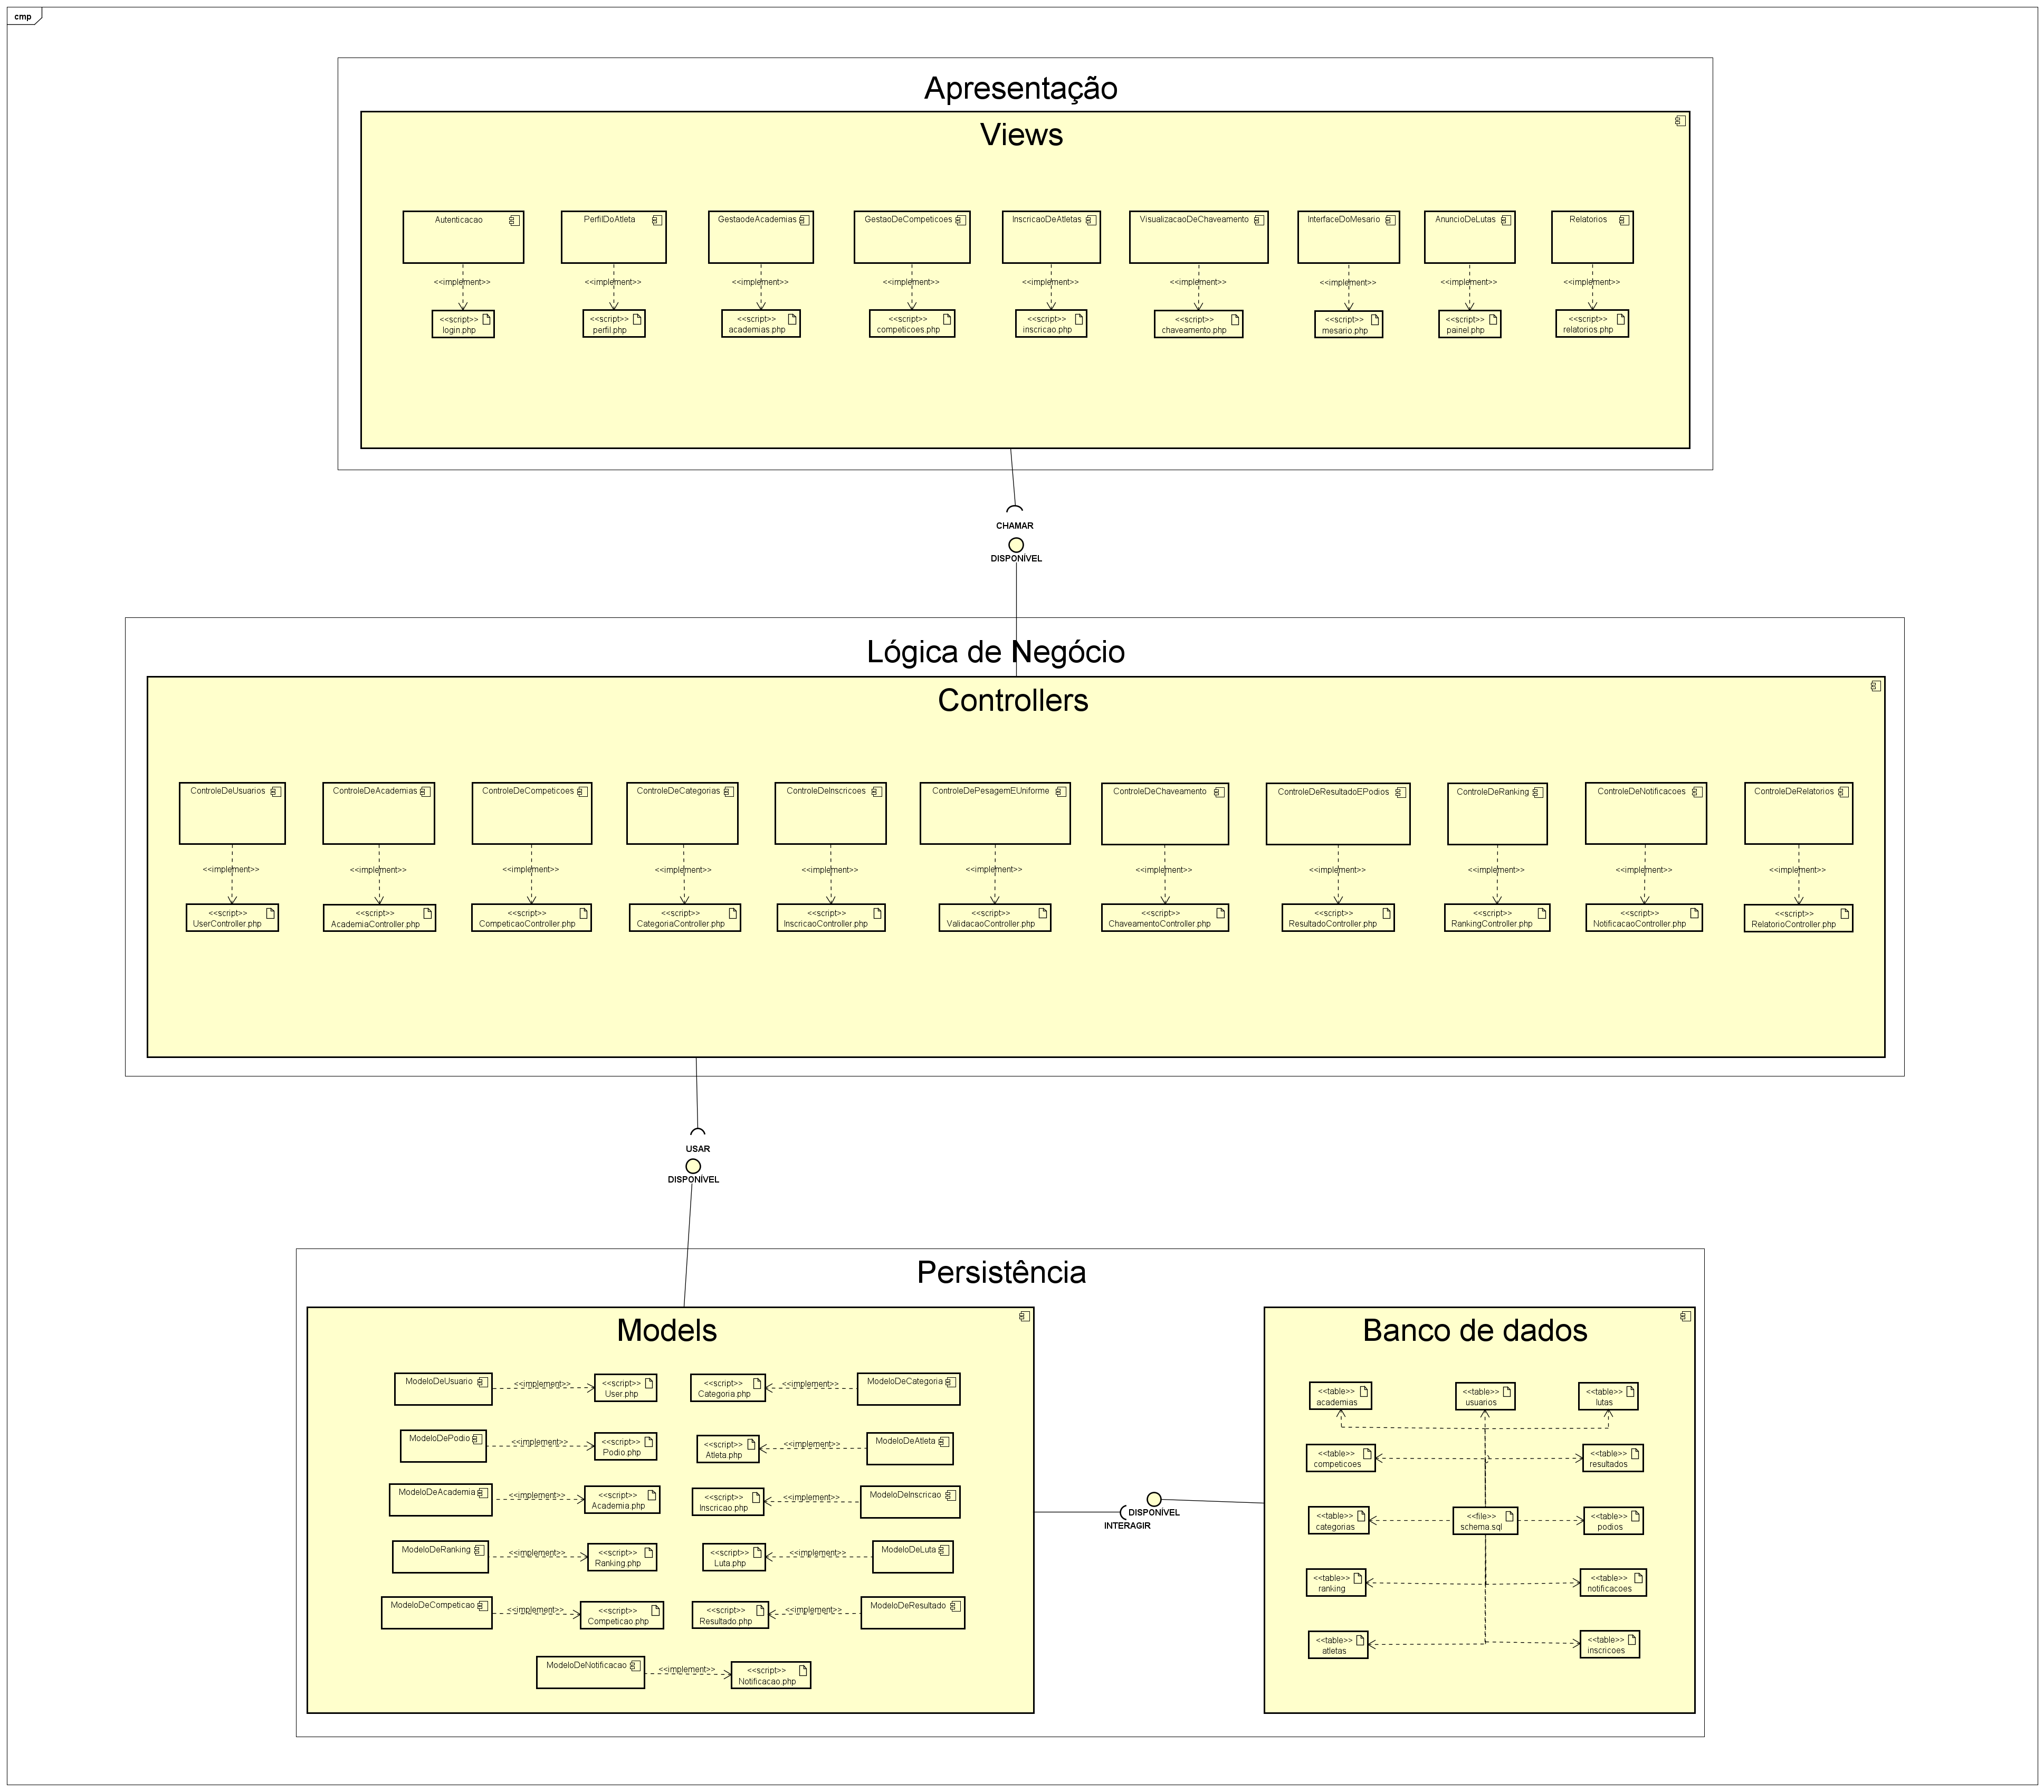 cmp
Apresentação
Views
Autenticacao
PerfilDoAtleta
GestaodeAcademias
GestaoDeCompeticoes
InscricaoDeAtletas
VisualizacaoDeChaveamento
InterfaceDoMesario
AnuncioDeLutas
Relatorios
<<implement>>
<<implement>>
<<implement>>
<<implement>>
<<implement>>
<<implement>>
<<implement>>
<<implement>>
<<implement>>
<<script>>
login.php
<<script>>
perfil.php
<<script>>
academias.php
<<script>>
competicoes.php
<<script>>
inscricao.php
<<script>>
chaveamento.php
<<script>>
mesario.php
<<script>>
painel.php
<<script>>
relatorios.php
CHAMAR
DISPONÍVEL
Lógica de Negócio
Controllers
ControleDeUsuarios
ControleDeAcademias
ControleDeCompeticoes
ControleDeCategorias
ControleDeInscricoes
ControleDePesagemEUniforme
ControleDeChaveamento
ControleDeResultadoEPodios
ControleDeRanking
ControleDeNotificacoes
ControleDeRelatorios
<<implement>>
<<implement>>
<<implement>>
<<implement>>
<<implement>>
<<implement>>
<<implement>>
<<implement>>
<<implement>>
<<implement>>
<<implement>>
<<script>>
UserController.php
<<script>>
AcademiaController.php
<<script>>
CompeticaoController.php
<<script>>
CategoriaController.php
<<script>>
InscricaoController.php
<<script>>
ValidacaoController.php
<<script>>
ChaveamentoController.php
<<script>>
ResultadoController.php
<<script>>
RankingController.php
<<script>>
NotificacaoController.php
<<script>>
RelatorioController.php
USAR
DISPONÍVEL
Persistência
Models
ModeloDeUsuario
<<implement>>
<<script>>
User.php
<<script>>
Categoria.php
<<implement>>
ModeloDeCategoria
ModeloDePodio
<<implement>>
<<script>>
Podio.php
<<script>>
Atleta.php
<<implement>>
ModeloDeAtleta
ModeloDeAcademia
<<implement>>
<<script>>
Academia.php
<<script>>
Inscricao.php
<<implement>>
ModeloDeInscricao
ModeloDeRanking
<<implement>>
<<script>>
Ranking.php
<<script>>
Luta.php
<<implement>>
ModeloDeLuta
ModeloDeCompeticao
<<implement>>
<<script>>
Competicao.php
<<script>>
Resultado.php
<<implement>>
ModeloDeResultado
ModeloDeNotificacao
<<implement>>
<<script>>
Notificacao.php
DISPONÍVEL
INTERAGIR
Banco de dados
<<table>>
academias
<<table>>
usuarios
<<table>>
lutas
<<table>>
competicoes
<<table>>
resultados
<<table>>
categorias
<<file>>
schema.sql
<<table>>
podios
<<table>>
ranking
<<table>>
notificacoes
<<table>>
atletas
<<table>>
inscricoes